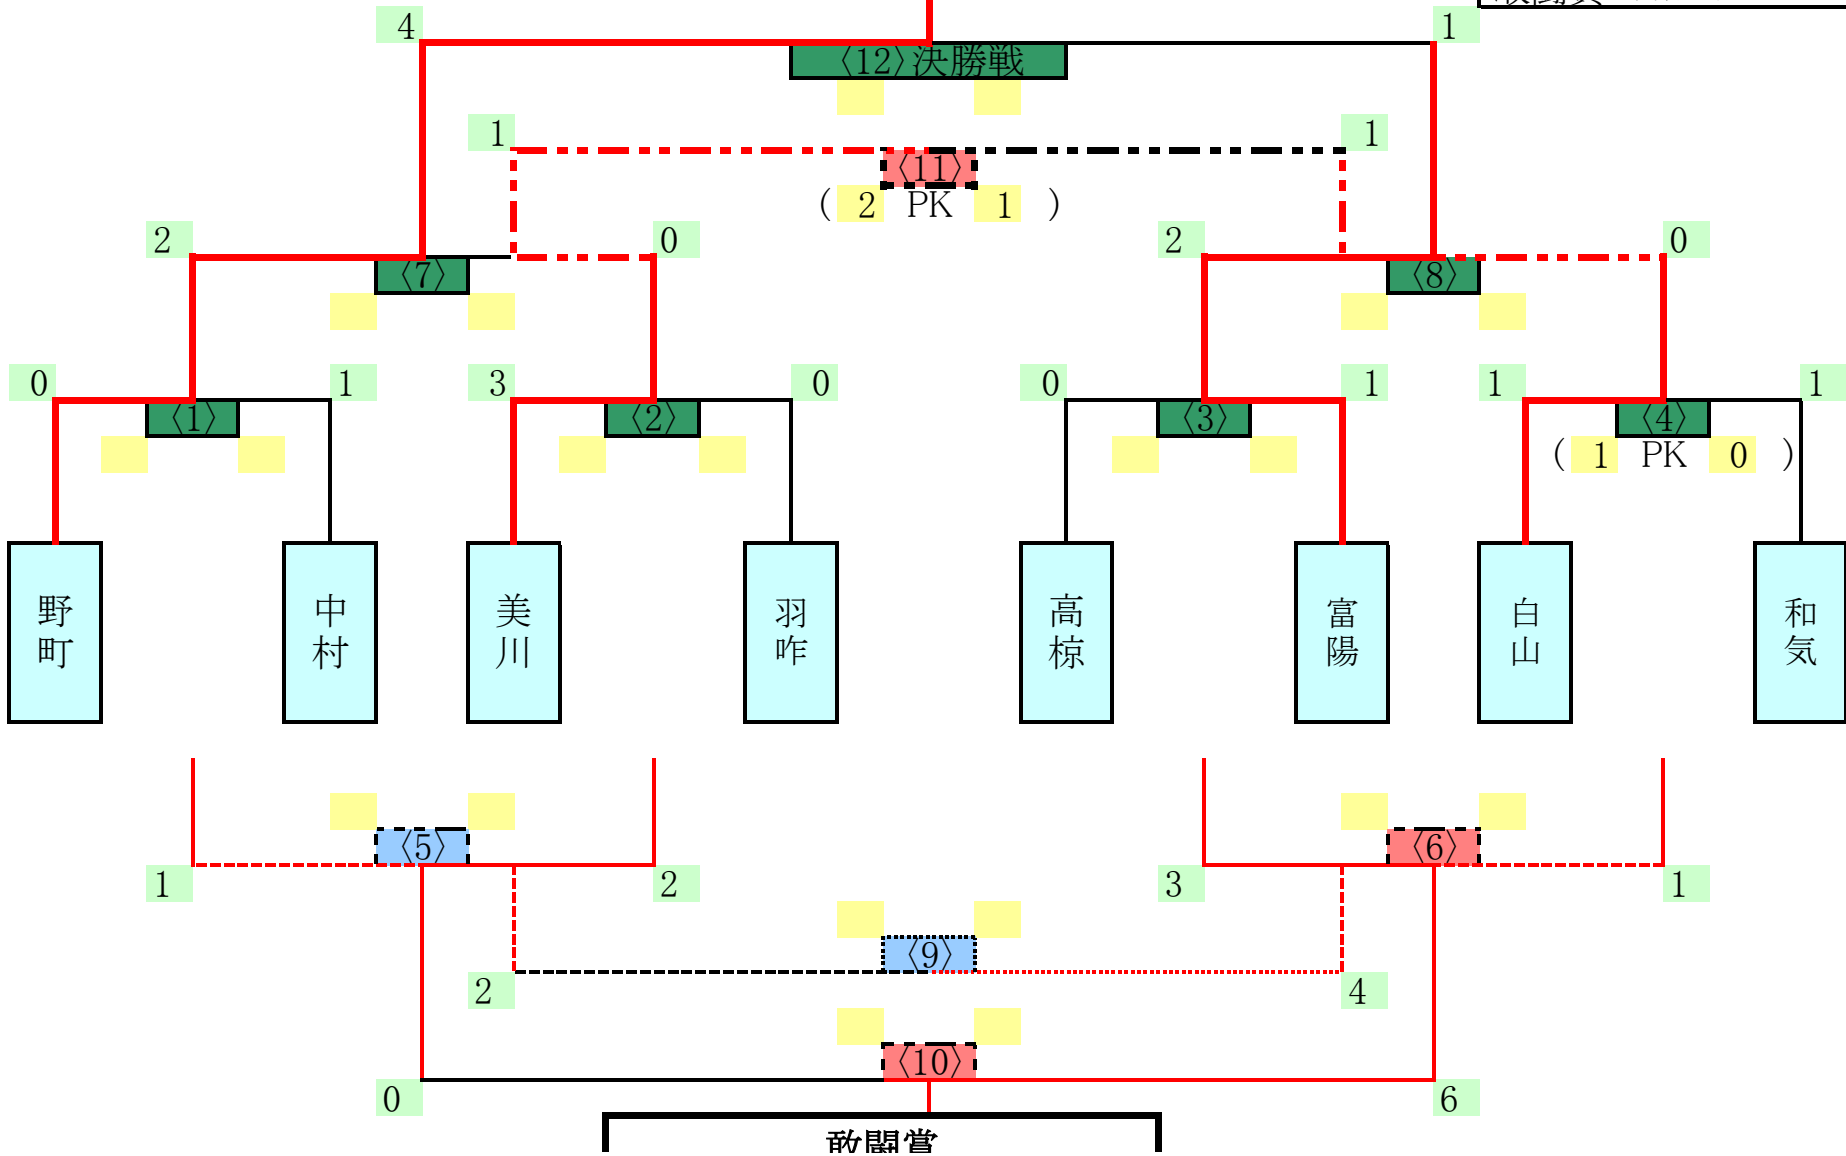 敢闘賞
4 1
〈12〉決勝戦
1 1
〈11〉
( 2 PK 1 )
2 0 2 0
〈7〉 〈8〉
0 1 3 0 0 1 1 1
〈1〉 〈2〉 〈3〉 〈4〉
( 1 PK 0 )
野町
中村
美川
羽咋
高椋
富陽
白山
和気
〈5〉 〈6〉
1 2 3 1
〈9〉
2 4
〈10〉
0 6
敢闘賞